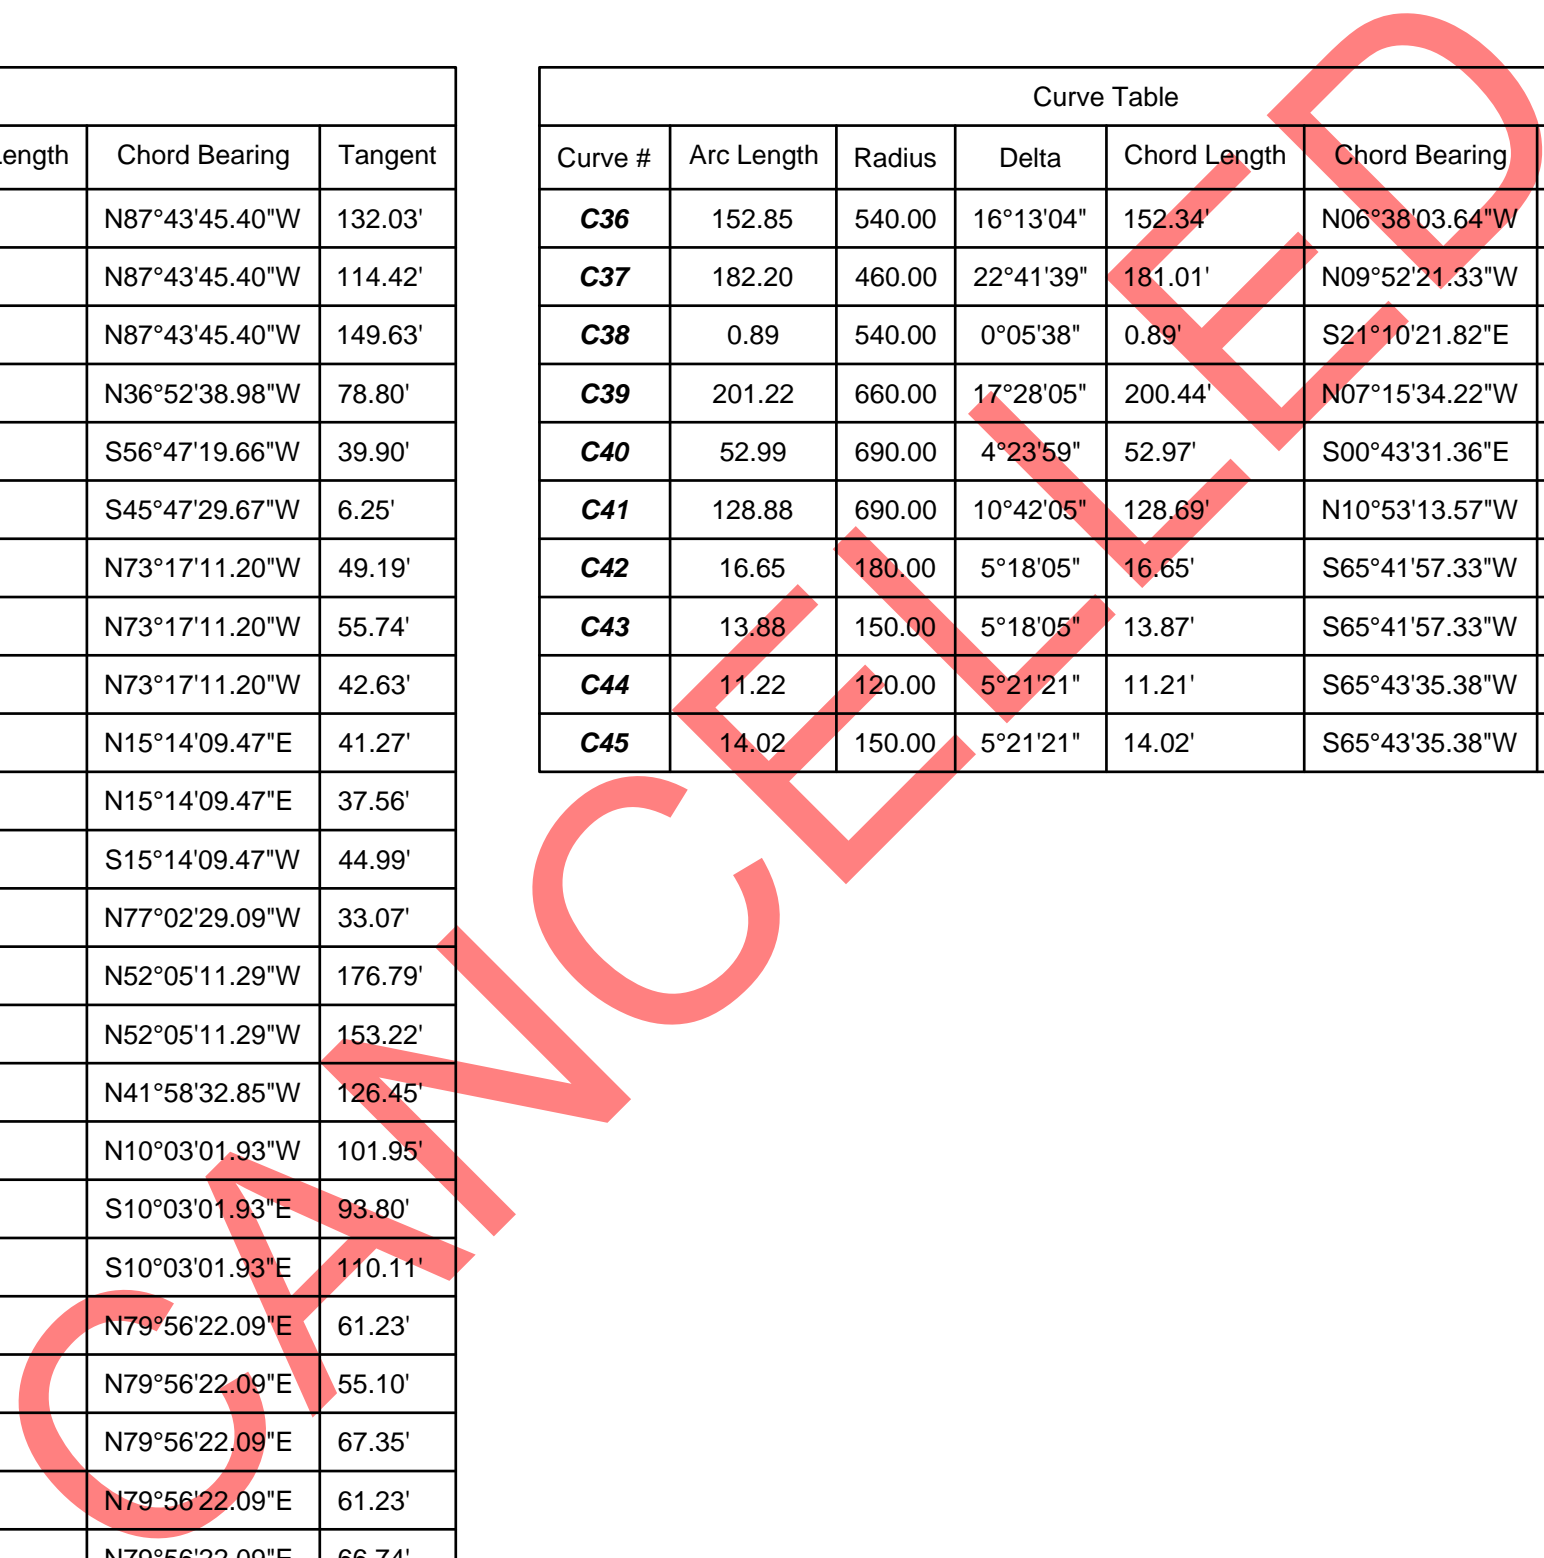 ength Chord Bearing Tangent
N87°43'45.40"W 132.03'
N87°43'45.40"W 114.42'
N87°43'45.40"W 149.63'
N36°52'38.98"W 78.80'
S56°47'19.66"W 39.90'
S45°47'29.67"W 6.25'
N73°17'11.20"W 49.19'
N73°17'11.20"W 55.74'
N73°17'11.20"W 42.63'
N15°14'09.47"E 41.27'
N15°14'09.47"E 37.56'
S15°14'09.47"W 44.99'
N77°02'29.09"W 33.07'
N52°05'11.29"W 176.79'
N52°05'11.29"W 153.22'
N41°58'32.85"W 126.45'
N10°03'01.93"W 101.95'
S10°03'01.93"E 93.80'
S10°03'01.93"E 110.11'
N79°56'22.09"E 61.23'
N79°56'22.09"E 55.10'
N79°56'22.09"E 67.35'
N79°56'22.09"E 61.23'
N79°56'22.09"E 66.74'
Curve Table
Curve # Arc Length Radius Delta Chord Length Chord Bearing
C36 152.85 540.00 16°13'04" 152.34' N06°38'03.64"W
C37 182.20 460.00 22°41'39" 181.01' N09°52'21.33"W
C38 0.89 540.00 0°05'38" 0.89' S21°10'21.82"E
C39 201.22 660.00 17°28'05" 200.44' N07°15'34.22"W
C40 52.99 690.00 4°23'59" 52.97' S00°43'31.36"E
C41 128.88 690.00 10°42'05" 128.69' N10°53'13.57"W
C42 16.65 180.00 5°18'05" 16.65' S65°41'57.33"W
C43 13.88 150.00 5°18'05" 13.87' S65°41'57.33"W
C44 11.22 120.00 5°21'21" 11.21' S65°43'35.38"W
C45 14.02 150.00 5°21'21" 14.02' S65°43'35.38"W
CANCELLED